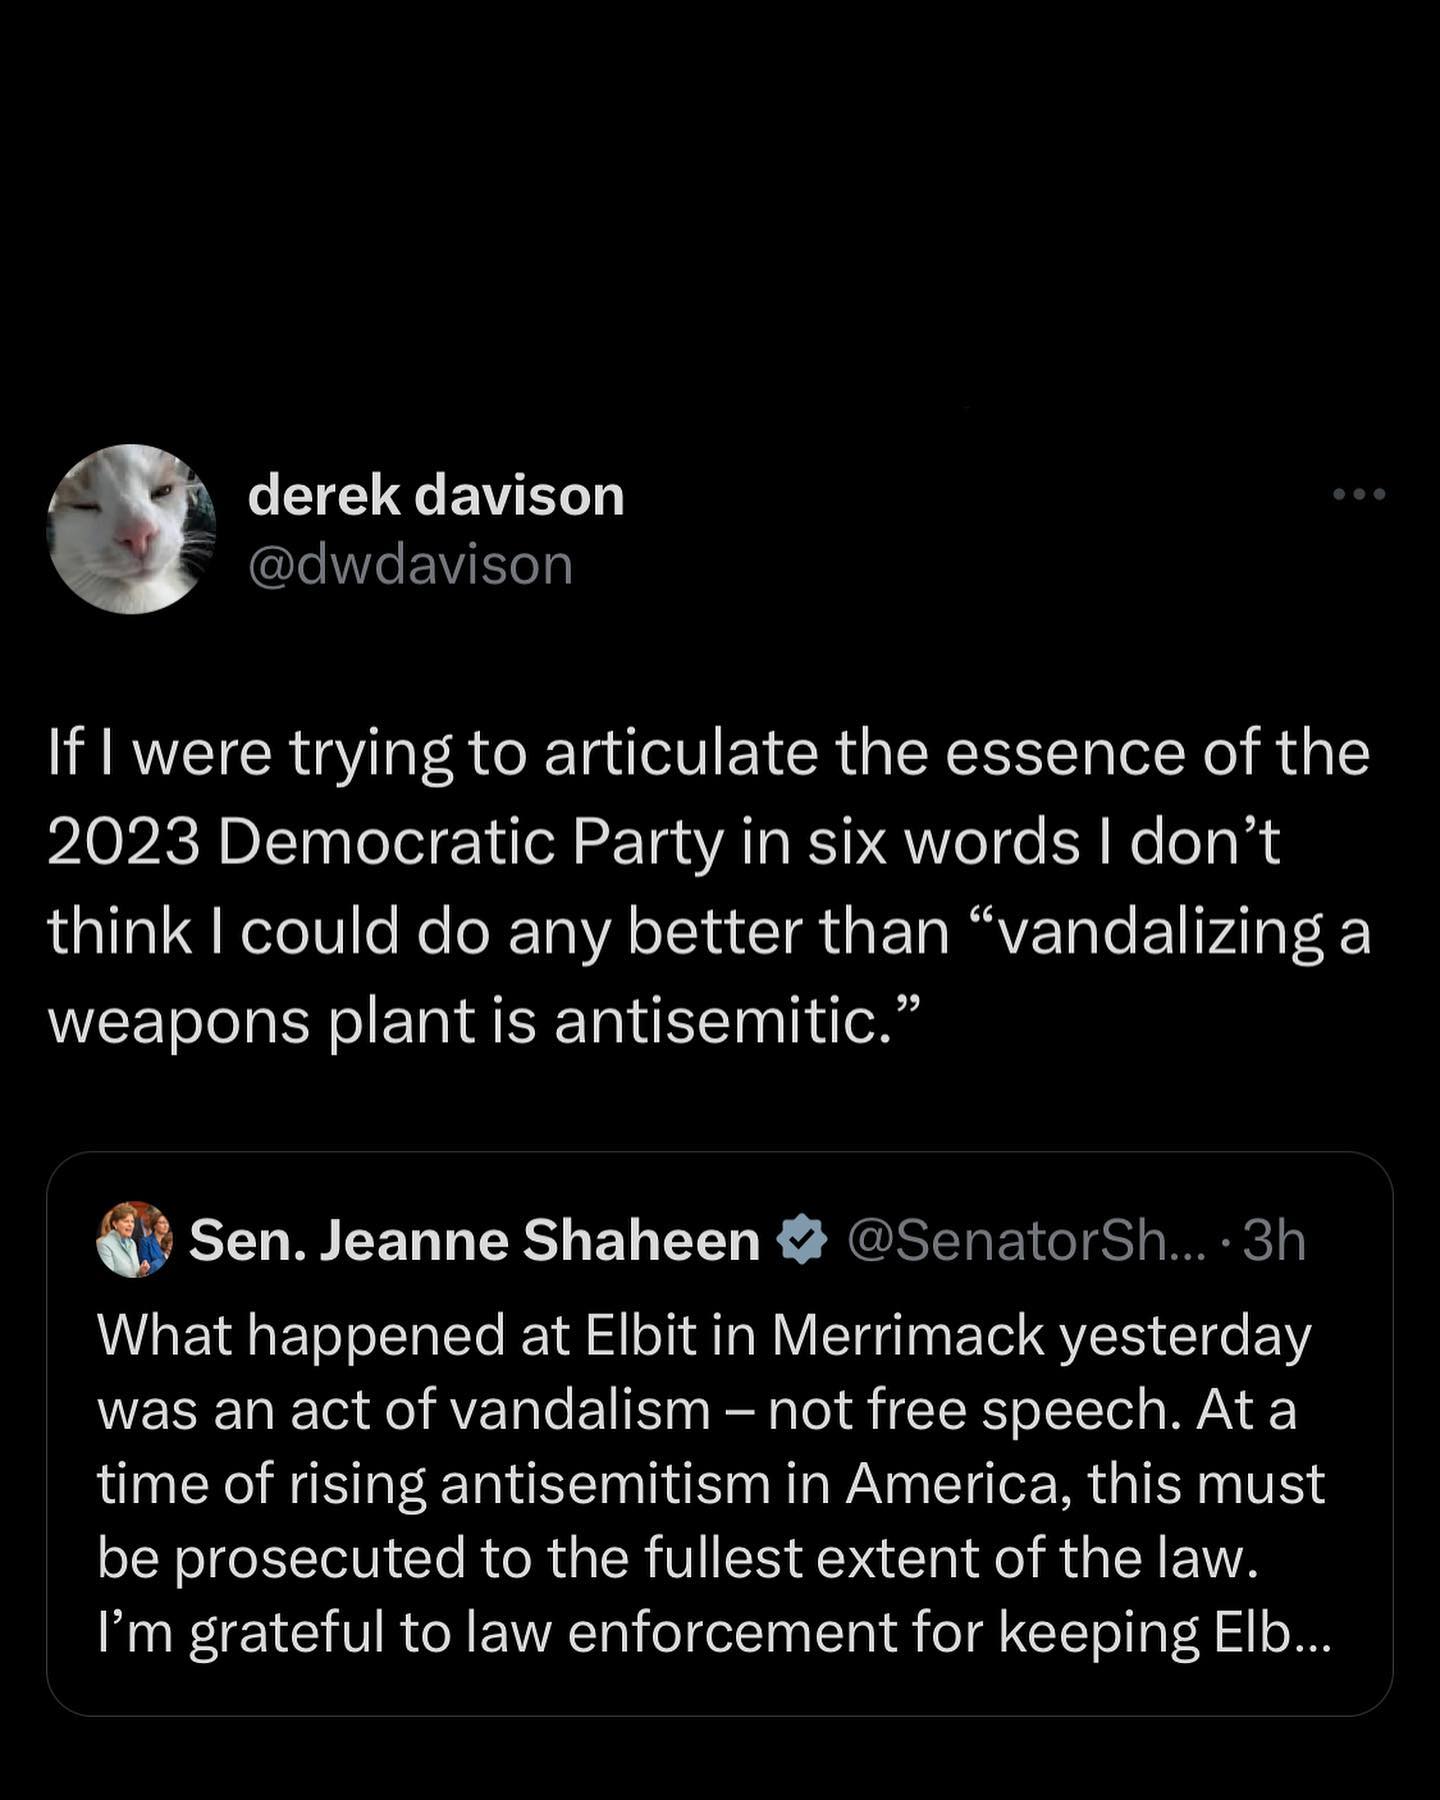 derek davison
@dwdavison
If I were trying to articulate the essence of the
2023 Democratic Party in six words I don’t
think I could do any better than “vandalizing a
weapons plant is antisemitic.”
Sen. Jeanne Shaheen @SenatorSh... · 3h
What happened at Elbit in Merrimack yesterday
was an act of vandalism – not free speech. At a
time of rising antisemitism in America, this must
be prosecuted to the fullest extent of the law.
I’m grateful to law enforcement for keeping Elb...